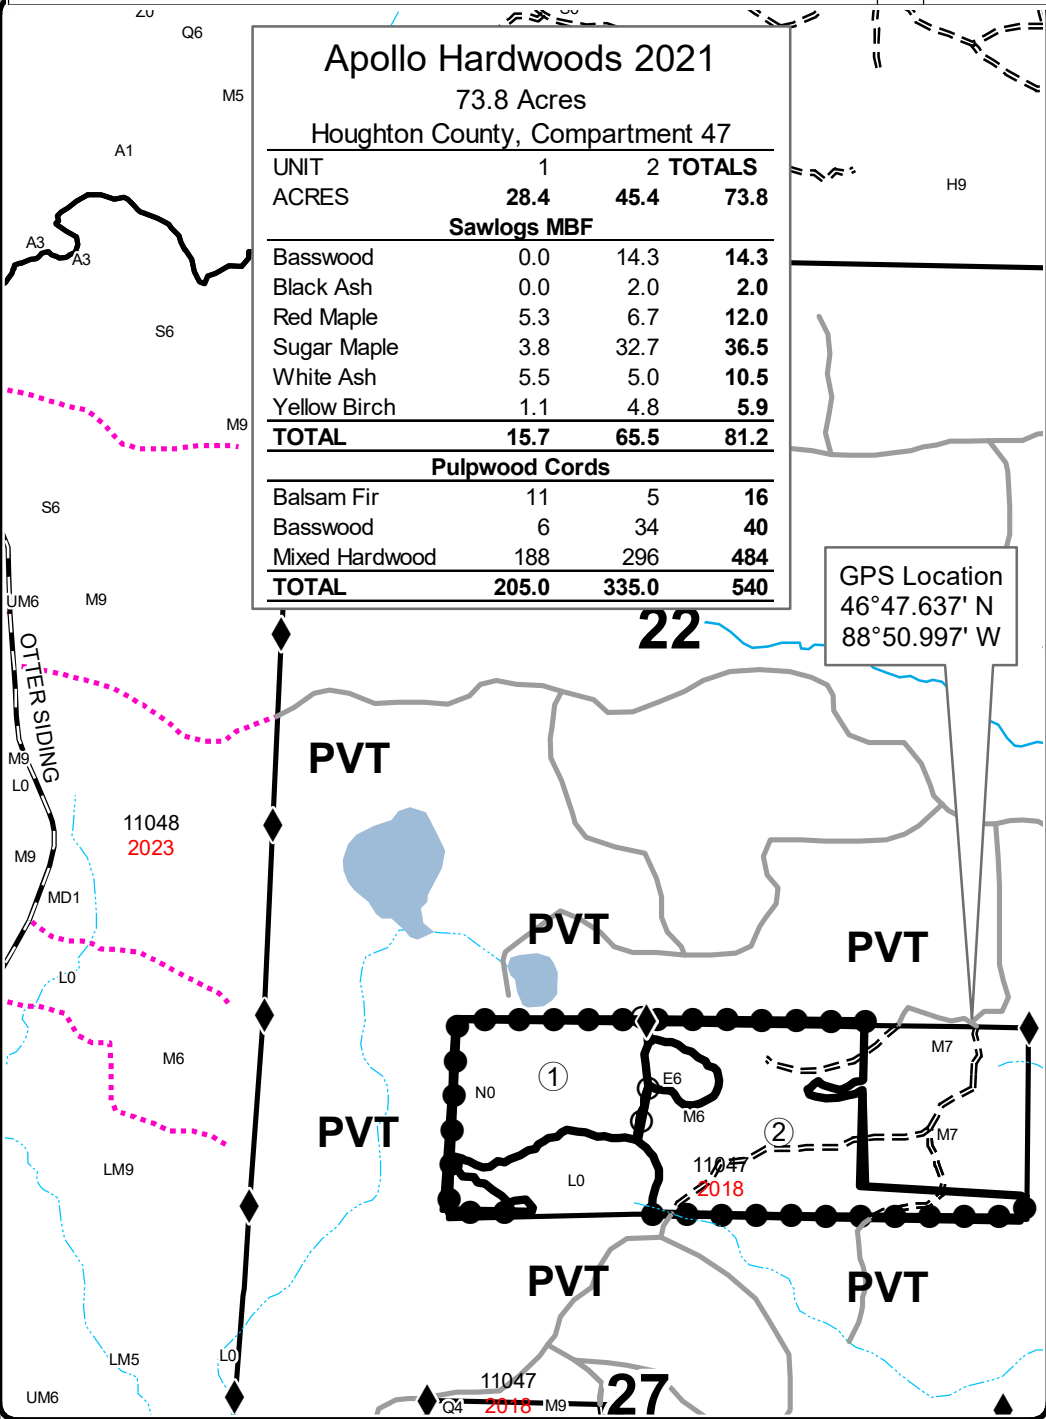 Z0
Q6
M5
A1
A3
A3
S6
M9
S6
UM6
M9
OTTER SIDING
M9
L0
M9
MD1
L0
11048
2023
M6
LM9
LM5
L0
UM6
H9
Apollo Hardwoods 2021
73.8 Acres
Houghton County, Compartment 47
UNIT 1 2 TOTALS
ACRES 28.4 45.4 73.8
Sawlogs MBF
Basswood 0.0 14.3 14.3
Black Ash 0.0 2.0 2.0
Red Maple 5.3 6.7 12.0
Sugar Maple 3.8 32.7 36.5
White Ash 5.5 5.0 10.5
Yellow Birch 1.1 4.8 5.9
TOTAL 15.7 65.5 81.2
Pulpwood Cords
Balsam Fir 11 5 16
Basswood 6 34 40
Mixed Hardwood 188 296 484
TOTAL 205.0 335.0 540
GPS Location
46°47.637' N
88°50.997' W
22
PVT
PVT
PVT
PVT
1
N0
E6
M6
2
M7
M7
L0
11047
2018
PVT
PVT
11047
2018
Q4
M9
27